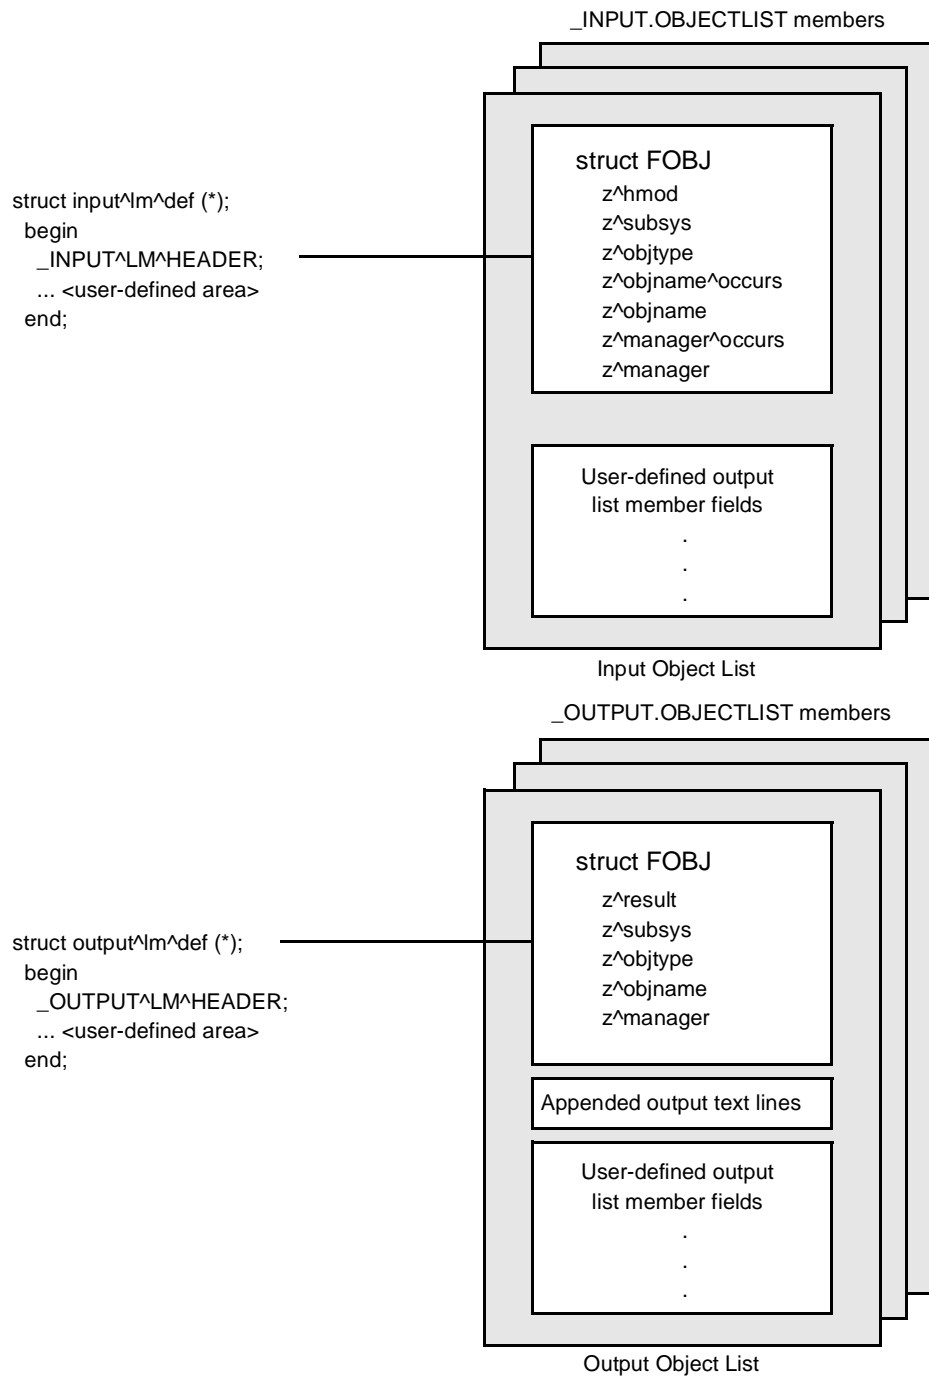 _INPUT.OBJECTLIST members
struct input^lm^def (*);
begin
_INPUT^LM^HEADER;
... <user-defined area>
end;
struct FOBJ
z^hmod
z^subsys
z^objtype
z^objname^occurs
z^objname
z^manager^occurs
z^manager
User-defined output
list member fields
.
.
.
Input Object List
_OUTPUT.OBJECTLIST members
struct output^lm^def (*);
begin
_OUTPUT^LM^HEADER;
... <user-defined area>
end;
struct FOBJ
z^result
z^subsys
z^objtype
z^objname
z^manager
Appended output text lines
User-defined output
list member fields
.
.
.
Output Object List